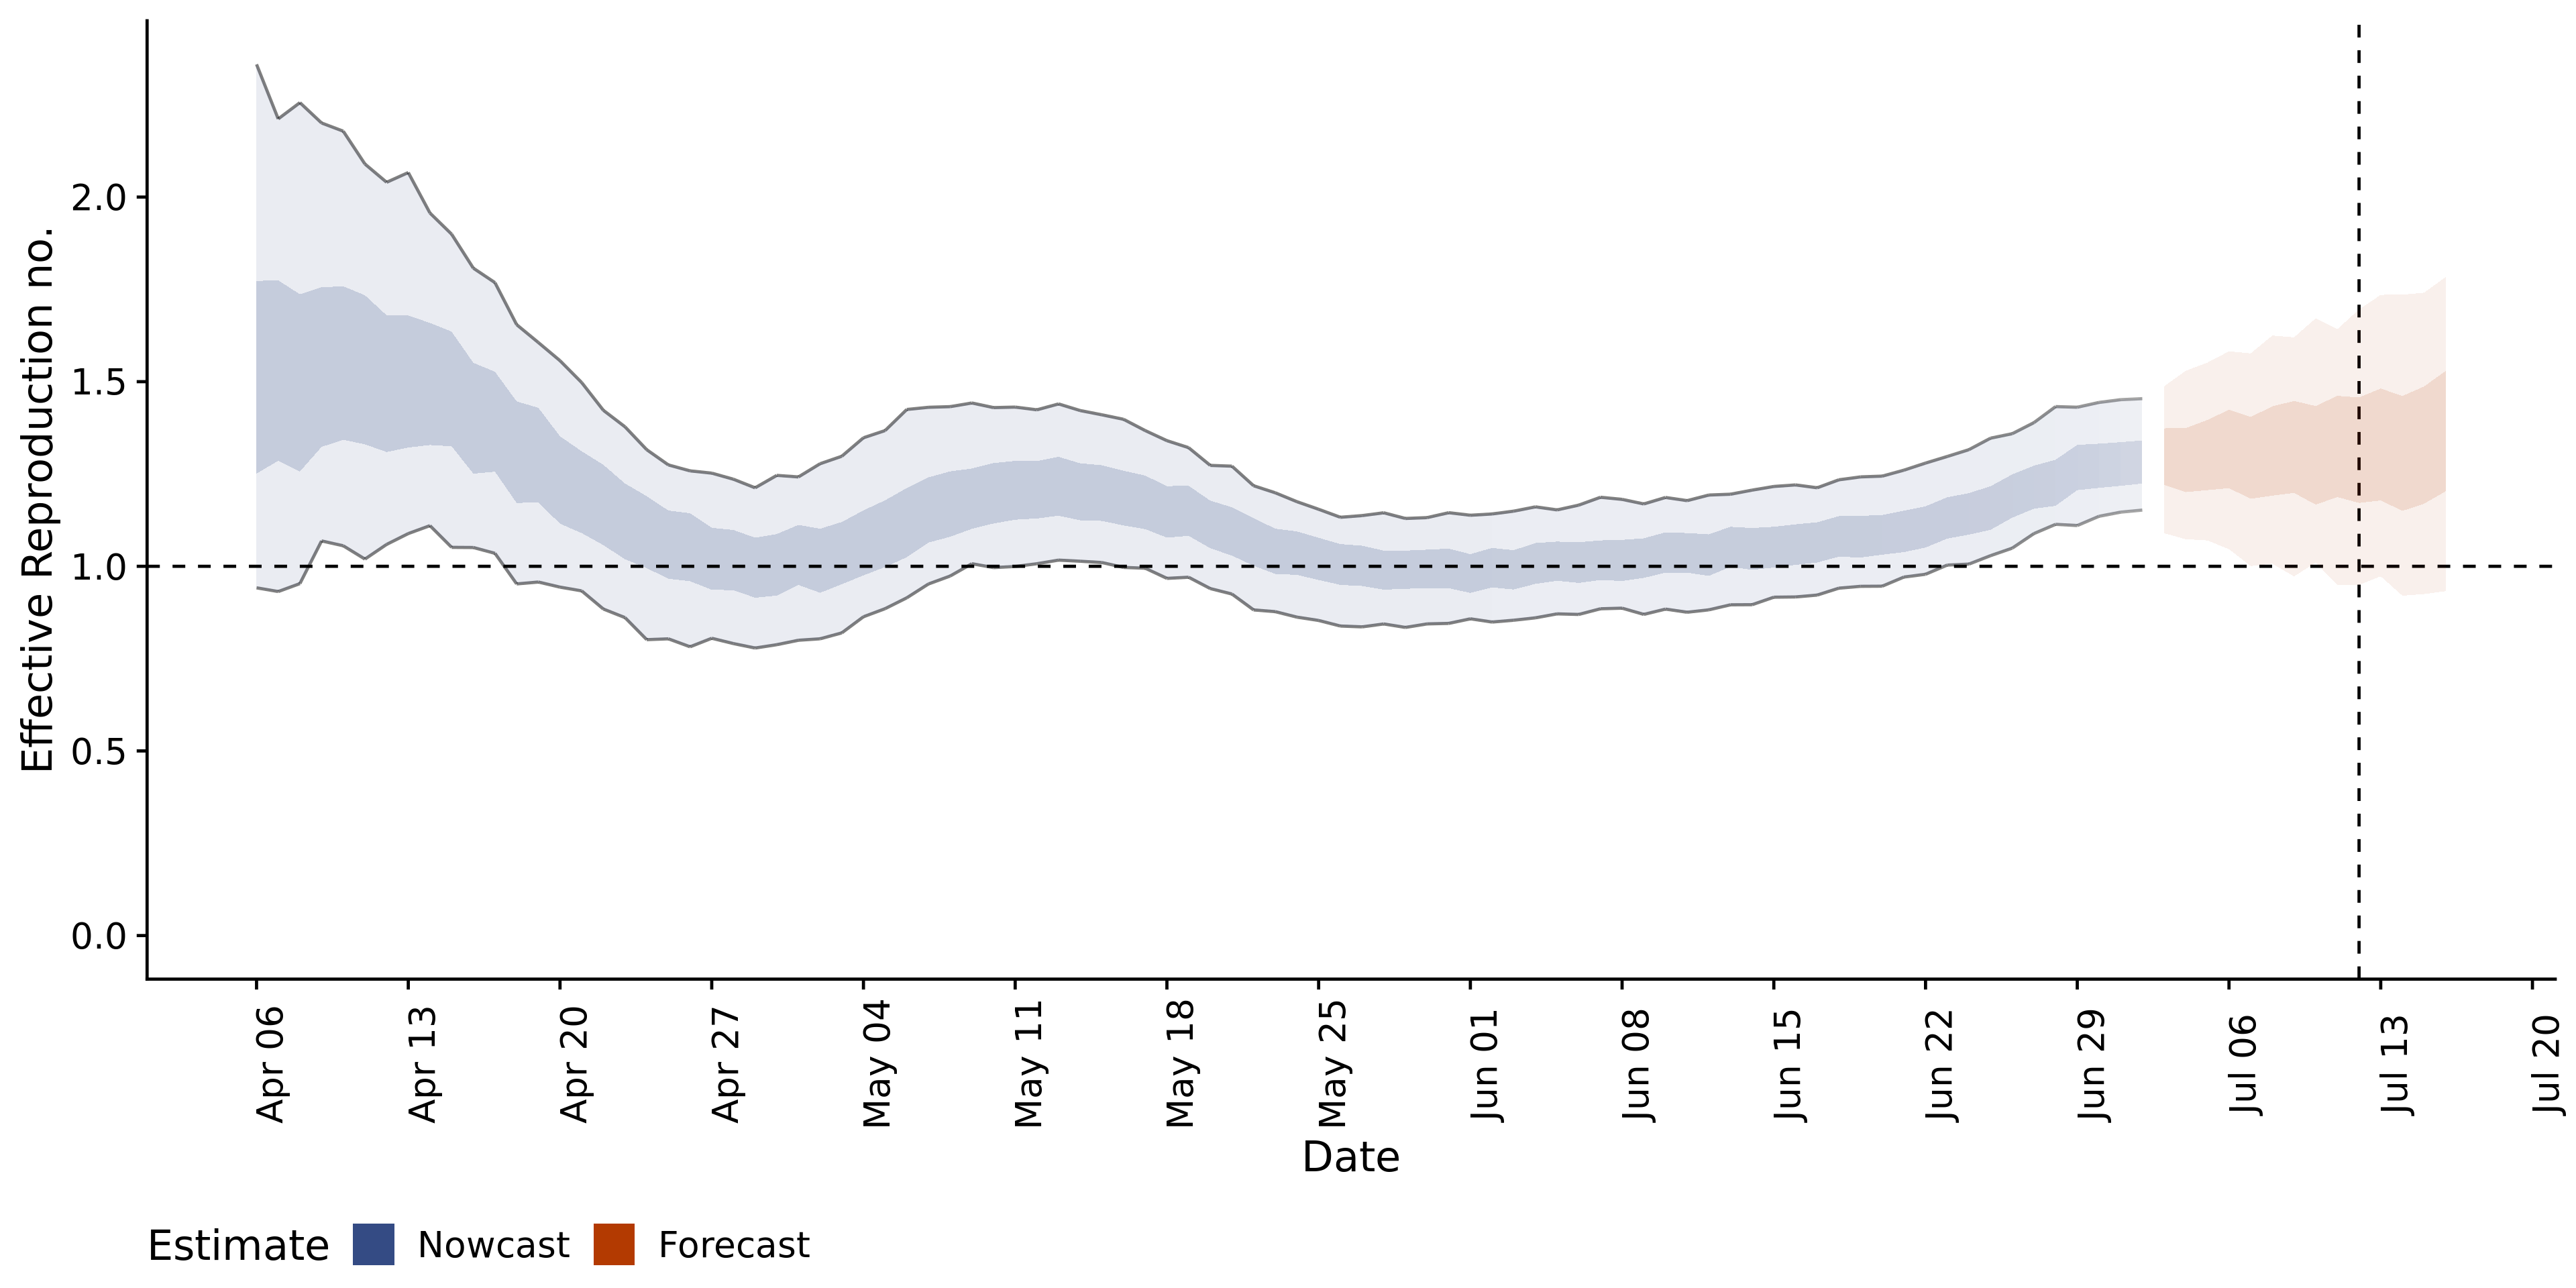 Effective Reproduction no.
2.0
1.5
1.0
0.5
0.0
Apr 06
Apr 13
Apr 20
Apr 27
May 04
May 11
May 18
May 25
Jun 01
Jun 08
Jun 15
Jun 22
Jun 29
Jul 06
Jul 13
Jul 20
Date
Estimate Nowcast Forecast